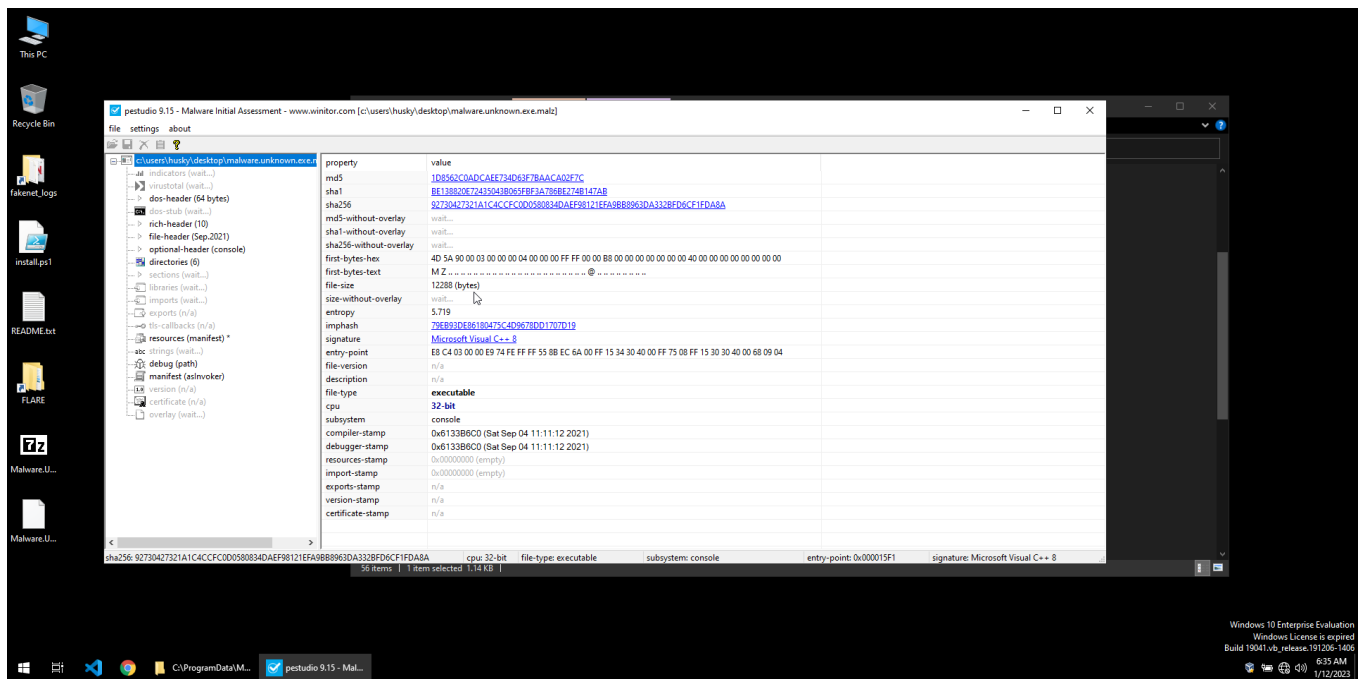 This PC
Recycle Bin
fakenet_logs
install.ps1
README.txt
FLARE
Malware.U...
Malware.U...
pestudio 9.15 - Malware Initial Assessment - www.winitor.com [c:\users\husky\desktop\malware.unknown.exe.malz]
file settings about
c:\users\husky\desktop\malware.unknown.exe.m
indicators (wait...)
virustotal (wait...)
dos-header (64 bytes)
dos-stub (wait...)
rich-header (10)
file-header (Sep.2021)
optional-header (console)
directories (6)
sections (wait...)
libraries (wait...)
imports (wait...)
exports (n/a)
tls-callbacks (n/a)
resources (manifest) *
abc strings (wait...)
debug (path)
manifest (asInvoker)
1.0 version (n/a)
certificate (n/a)
overlay (wait...)
property value
md5 1D8562C0ADCAEE734D63F7BAACA02F7C
sha1 BE138820E72435043B065FBF3A786BE274B147AB
sha256 92730427321A1C4CCFC0D0580834DAEF98121EFA9BB8963DA332BFD6CF1FDA8A
md5-without-overlay wait...
sha1-without-overlay wait...
sha256-without-overlay wait...
first-bytes-hex 4D 5A 90 00 03 00 00 00 04 00 00 00 FF FF 00 00 B8 00 00 00 00 00 00 00 40 00 00 00 00 00 00 00
first-bytes-text M Z .. .. .. .. .. .. .. .. .. .. .. .. .. .. .. .. .. .. .. .. @ .. .. .. .. .. .. ..
file-size 12288 (bytes)
size-without-overlay wait...
entropy 5.719
imphash 79EB93DE86180475C4D9678DD1707D19
signature Microsoft Visual C++ 8
entry-point E8 C4 03 00 00 E9 74 FE FF FF 55 8B EC 6A 00 FF 15 34 30 40 00 FF 75 08 FF 15 30 30 40 00 68 09 04
file-version n/a
description n/a
file-type executable
cpu 32-bit
subsystem console
compiler-stamp 0x6133B6C0 (Sat Sep 04 11:11:12 2021)
debugger-stamp 0x6133B6C0 (Sat Sep 04 11:11:12 2021)
resources-stamp 0x00000000 (empty)
import-stamp 0x00000000 (empty)
exports-stamp n/a
version-stamp n/a
certificate-stamp n/a
sha256: 92730427321A1C4CCFC0D0580834DAEF98121EFA9BB8963DA332BFD6CF1FDA8A cpu: 32-bit file-type: executable subsystem: console entry-point: 0x000015F1 signature: Microsoft Visual C++ 8
56 items 1 item selected 1.14 KB
Windows 10 Enterprise Evaluation
Windows License is expired
Build 19041.vb_release.191206-1406
C:\ProgramData\M... pestudio 9.15 - Mal...
6:35 AM
1/12/2023